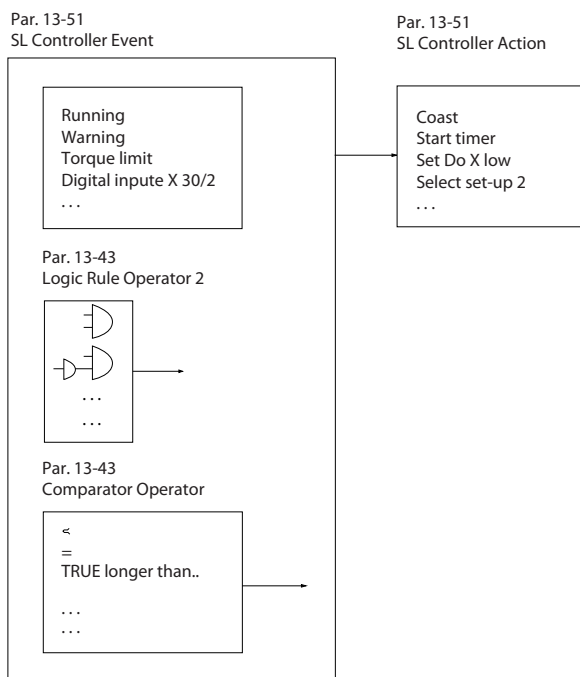 Par. 13-51
SL Controller Event
Par. 13-51
SL Controller Action
Running
Warning
Torque limit
Digital inpute X 30/2
...
Coast
Start timer
Set Do X low
Select set-up 2
...
Par. 13-43
Logic Rule Operator 2
...
...
Par. 13-43
Comparator Operator
<
=
TRUE longer than..
...
...